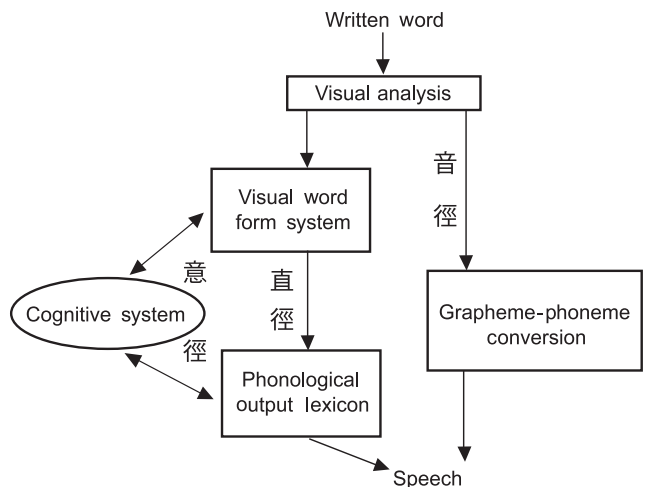 Written word
Visual analysis
音
徑
Visual word
form system
意
徑
直
徑
Cognitive system
Grapheme-phoneme
conversion
Phonological
output lexicon
Speech